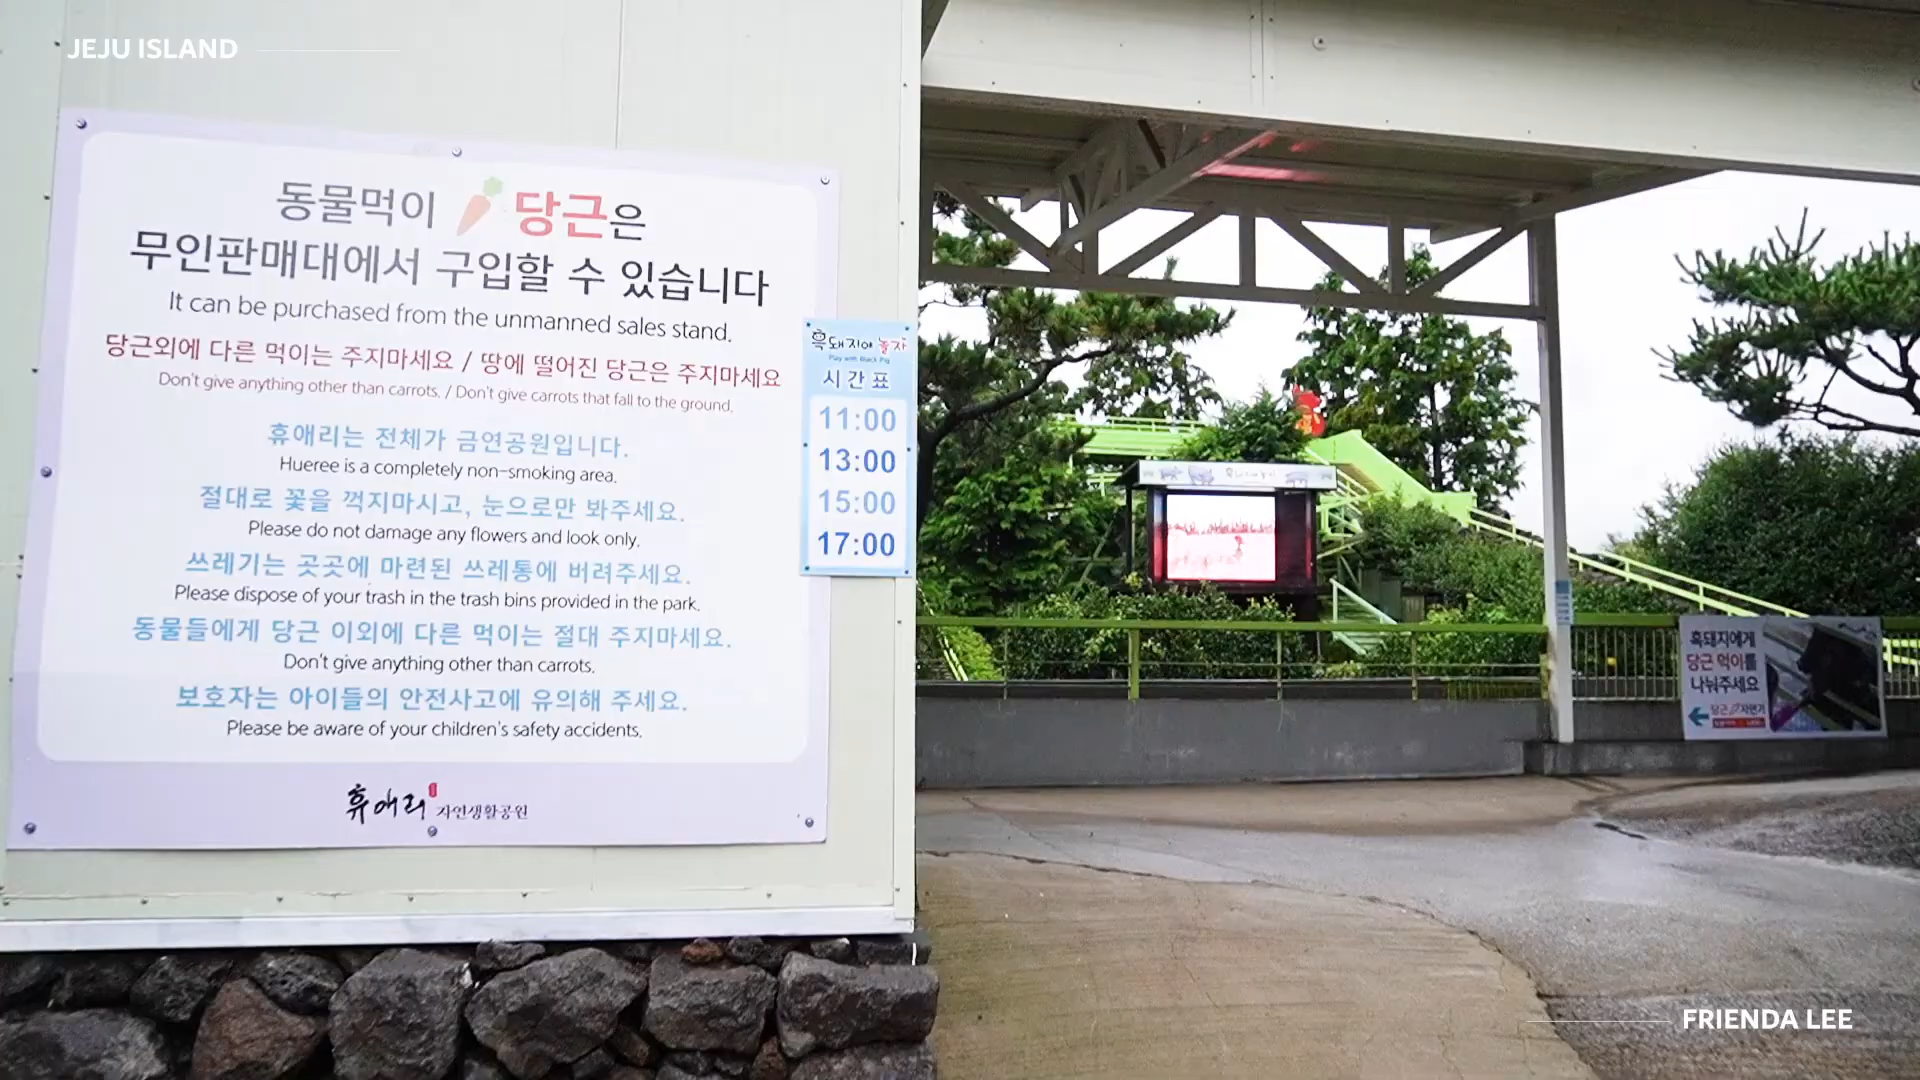 JEJU ISLAND
동물먹이 당근은
무인판매대에서 구입할 수 있습니다
It can be purchased from the unmanned sales stand.
당근외에 다른 먹이는 주지마세요 / 땅에 떨어진 당근은 주지마세요
Don't give anything other than carrots. / Don't give carrots that fall to the ground.
휴애리는 전체가 금연공원입니다.
Hueree is a completely non-smoking area.
절대로 꽃을 꺽지마시고, 눈으로만 봐주세요.
Please do not damage any flowers and look only.
쓰레기는 곳곳에 마련된 쓰레통에 버려주세요.
Please dispose of your trash in the trash bins provided in the park.
동물들에게 당근 이외에 다른 먹이는 절대 주지마세요.
Don't give anything other than carrots.
보호자는 아이들의 안전사고에 유의해 주세요.
Please be aware of your children's safety accidents.
휴애리 자연생활공원
흑돼지야 놀자
Play with Black Pig
시간표
11:00
13:00
15:00
17:00
흑돼지에게
당근 먹이를
나눠주세요
당근 자판기
FRIENDA LEE